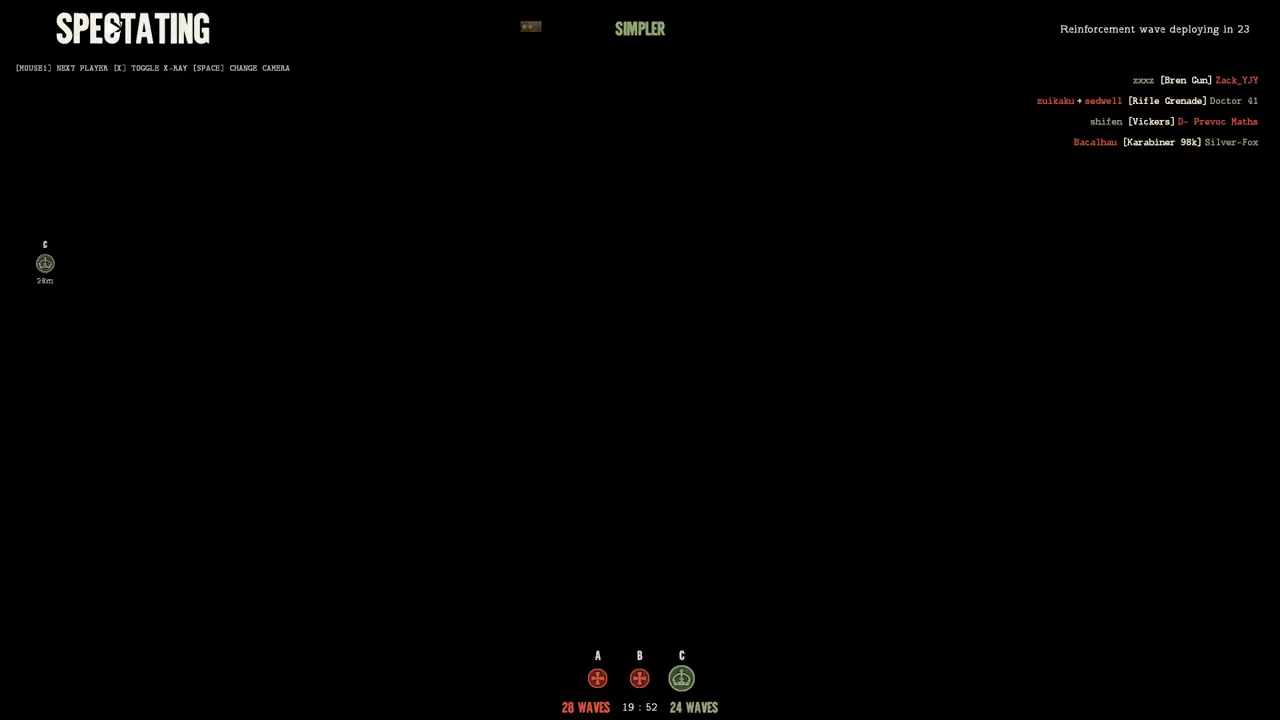 SPECTATING
SIMPLER
Reinforcement wave deploying in 23
[MOUSE1] NEXT PLAYER [X] TOGGLE X-RAY [SPACE] CHANGE CAMERA
zxxz [Bren Gun] Zack_YJY
zuikaku + sedwell [Rifle Grenade] Doctor 41
shifen [Vickers] D- Prevoc Maths
Bacalhau [Karabiner 98k] Silver-Fox
C
28m
A B C
28 WAVES 19 : 52 24 WAVES